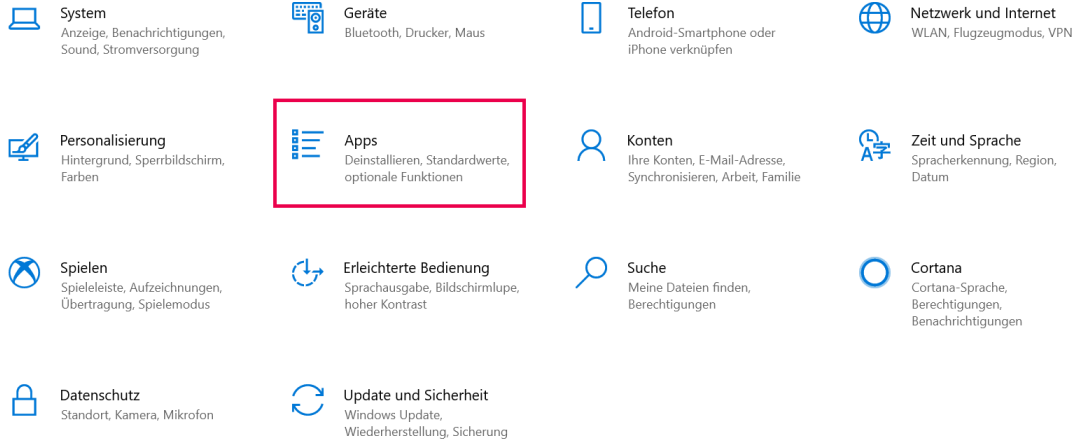 System
Anzeige, Benachrichtigungen,
Sound, Stromversorgung
Geräte
Bluetooth, Drucker, Maus
Telefon
Android-Smartphone oder
iPhone verknüpfen
Netzwerk und Internet
WLAN, Flugzeugmodus, VPN
Personalisierung
Hintergrund, Sperrbildschirm,
Farben
Apps
Deinstallieren, Standardwerte,
optionale Funktionen
Konten
Ihre Konten, E-Mail-Adresse,
Synchronisieren, Arbeit, Familie
Zeit und Sprache
Spracherkennung, Region,
Datum
Spielen
Spieleleiste, Aufzeichnungen,
Übertragung, Spielemodus
Erleichterte Bedienung
Sprachausgabe, Bildschirmlupe,
hoher Kontrast
Suche
Meine Dateien finden,
Berechtigungen
Cortana
Cortana-Sprache,
Berechtigungen,
Benachrichtigungen
Datenschutz
Standort, Kamera, Mikrofon
Update und Sicherheit
Windows Update,
Wiederherstellung, Sicherung